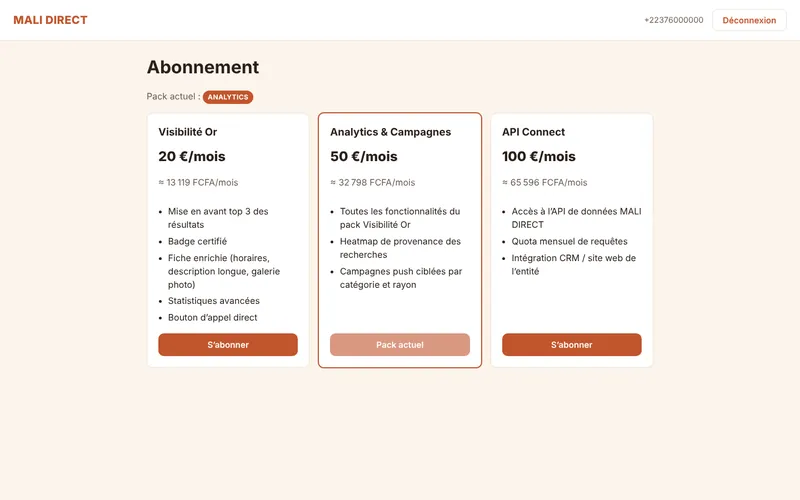 MALI DIRECT
+22376000000
Déconnexion
Abonnement
Pack actuel : ANALYTICS
Visibilité Or
20 €/mois
≈ 13 119 FCFA/mois
• Mise en avant top 3 des
résultats
• Badge certifié
• Fiche enrichie (horaires,
description longue, galerie
photo)
• Statistiques avancées
• Bouton d’appel direct
S’abonner
Analytics & Campagnes
50 €/mois
≈ 32 798 FCFA/mois
• Toutes les fonctionnalités du
pack Visibilité Or
• Heatmap de provenance des
recherches
• Campagnes push ciblées par
catégorie et rayon
Pack actuel
API Connect
100 €/mois
≈ 65 596 FCFA/mois
• Accès à l’API de données MALI
DIRECT
• Quota mensuel de requêtes
• Intégration CRM / site web de
l’entité
S’abonner